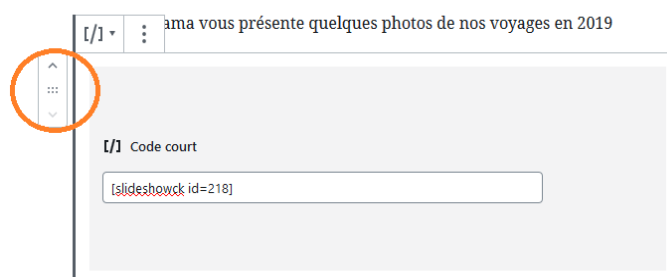 [/]
ama vous présente quelques photos de nos voyages en 2019
[/] Code court
[slideshowck id=218]